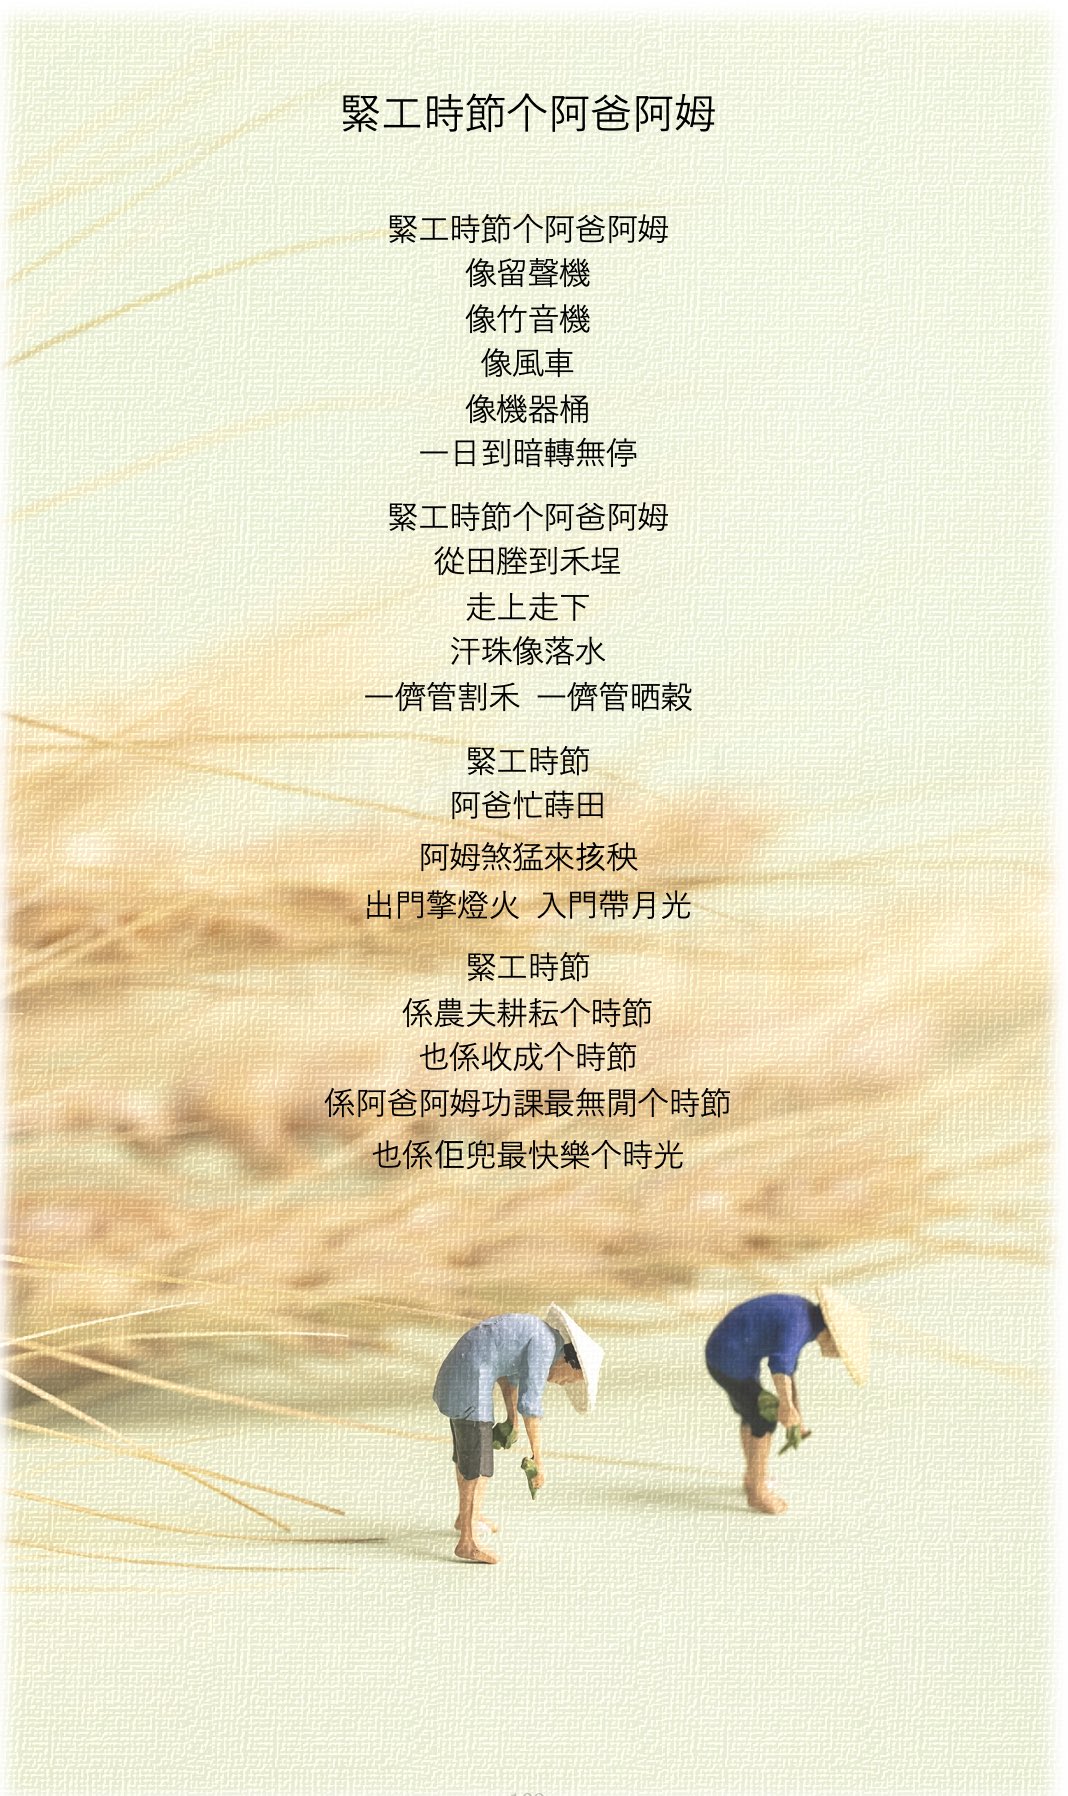 緊工時節个阿爸阿姆
緊工時節个阿爸阿姆
像留聲機
像竹音機
像風車
像機器桶
一日到暗轉無停
緊工時節个阿爸阿姆
從田塍到禾埕
走上走下
汗珠像落水
一儕管割禾 一儕管晒穀
緊工時節
阿爸忙蒔田
阿姆煞猛來㧡秧
出門擎燈火 入門帶月光
緊工時節
係農夫耕耘个時節
也係收成个時節
係阿爸阿姆功課最無閒个時節
也係佢兜最快樂个時光